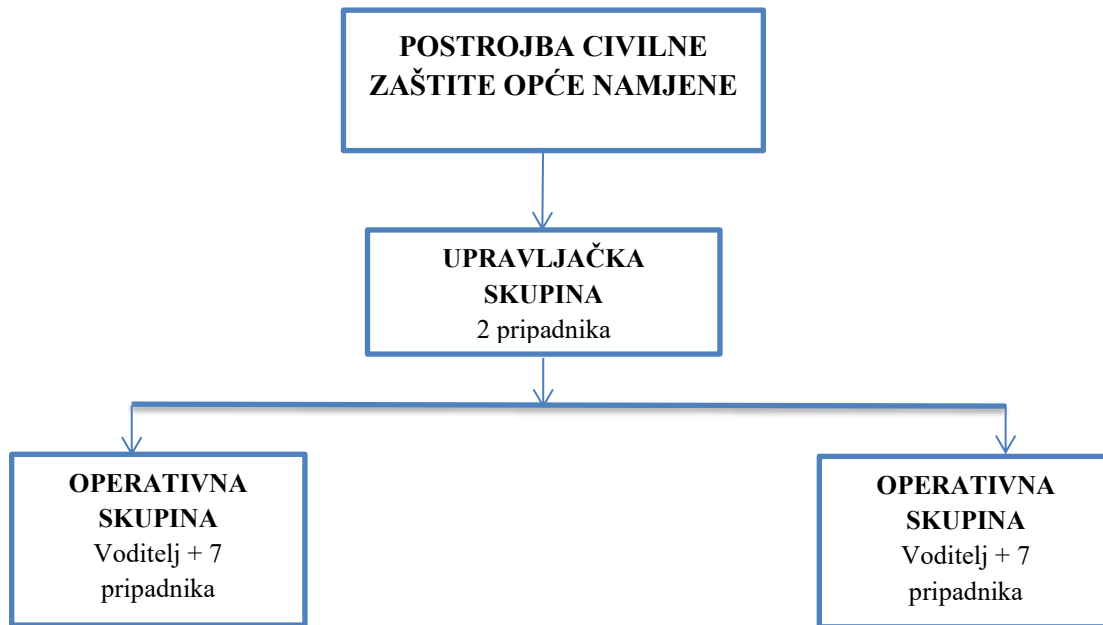 POSTROJBA CIVILNE
ZAŠTITE OPĆE NAMJENE
UPRAVLJAČKA
SKUPINA
2 pripadnika
OPERATIVNA
SKUPINA
Voditelj + 7
pripadnika
OPERATIVNA
SKUPINA
Voditelj + 7
pripadnika